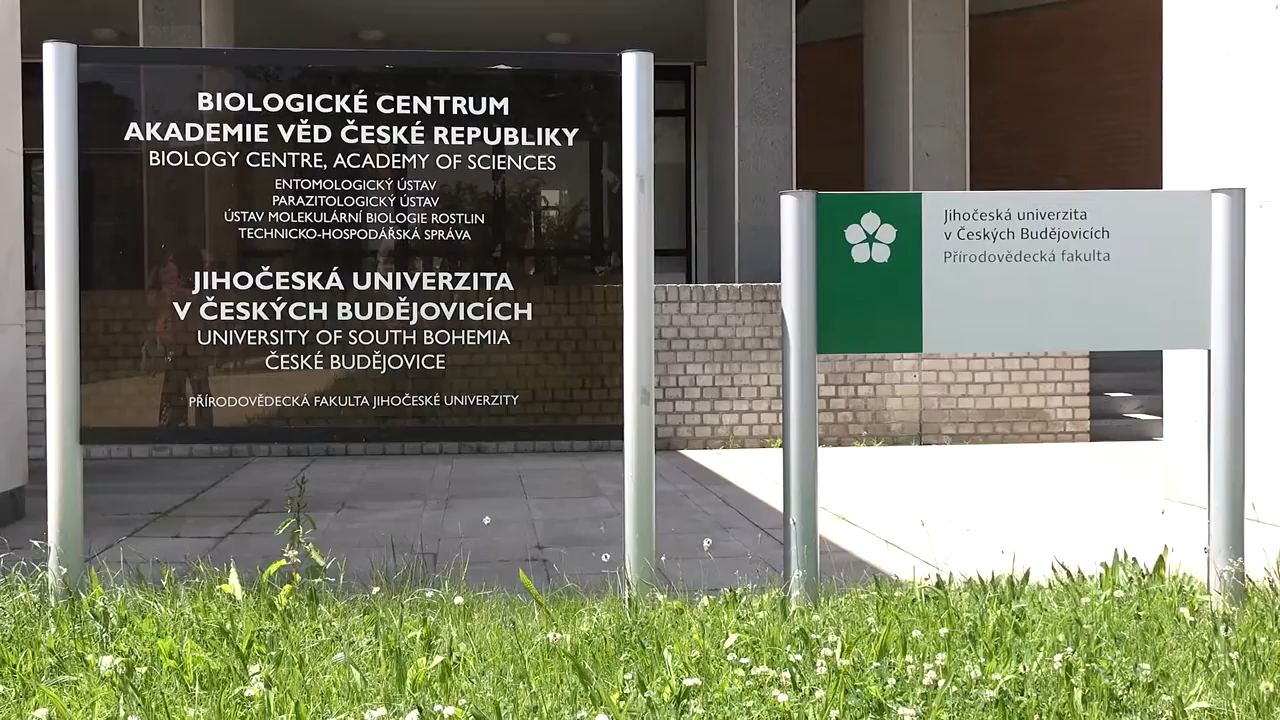 BIOLOGICKÉ CENTRUM
AKADEMIE VĚD ČESKÉ REPUBLIKY
BIOLOGY CENTRE, ACADEMY OF SCIENCES
ENTOMOLOGICKÝ ÚSTAV
PARAZITOLOGICKÝ ÚSTAV
ÚSTAV MOLEKULÁRNÍ BIOLOGIE ROSTLIN
TECHNICKO-HOSPODÁŘSKÁ SPRÁVA
JIHOČESKÁ UNIVERZITA
V ČESKÝCH BUDĚJOVICÍCH
UNIVERSITY OF SOUTH BOHEMIA
ČESKÉ BUDĚJOVICE
PŘÍRODOVĚDECKÁ FAKULTA JIHOČESKÉ UNIVERZITY
Jihočeská univerzita
v Českých Budějovicích
Přírodovědecká fakulta